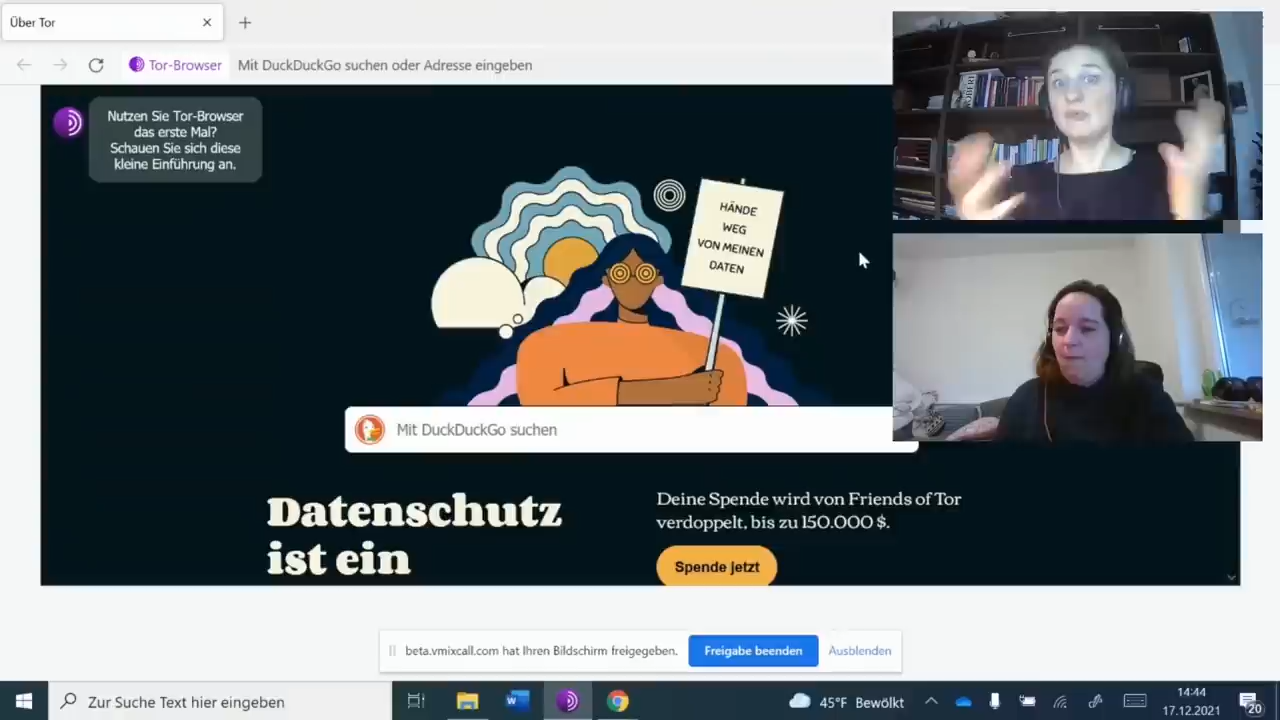 Über Tor
Tor-Browser
Mit DuckDuckGo suchen oder Adresse eingeben
Nutzen Sie Tor-Browser
das erste Mal?
Schauen Sie sich diese
kleine Einführung an.
HÄNDE
WEG
VON MEINEN
DATEN
Mit DuckDuckGo suchen
Datenschutz
ist ein
Deine Spende wird von Friends of Tor
verdoppelt, bis zu 150.000 $.
Spende jetzt
beta.vmixcall.com hat Ihren Bildschirm freigegeben.
Freigabe beenden
Ausblenden
Zur Suche Text hier eingeben
45°F Bewölkt
14:44
17.12.2021
20